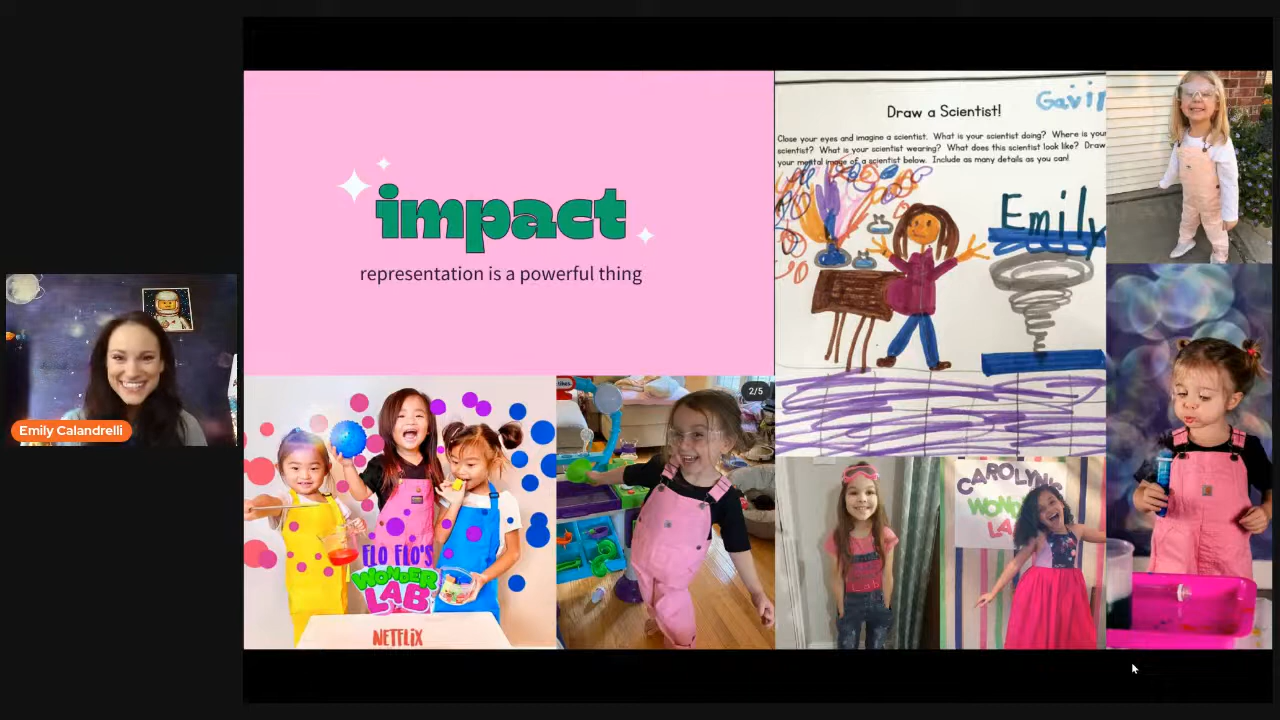 impact
representation is a powerful thing
Draw a Scientist!
Gavin
Close your eyes and imagine a scientist. What is your scientist doing? Where is your
scientist? What is your scientist wearing? What does this scientist look like? Draw
your mental image of a scientist below. Include as many details as you can!
Emily
Emily Calandrelli
2/5
FLO FLO'S
WONDER
LAB
NETFLIX
CAROLYN'S
WONDER
LAB
Lab